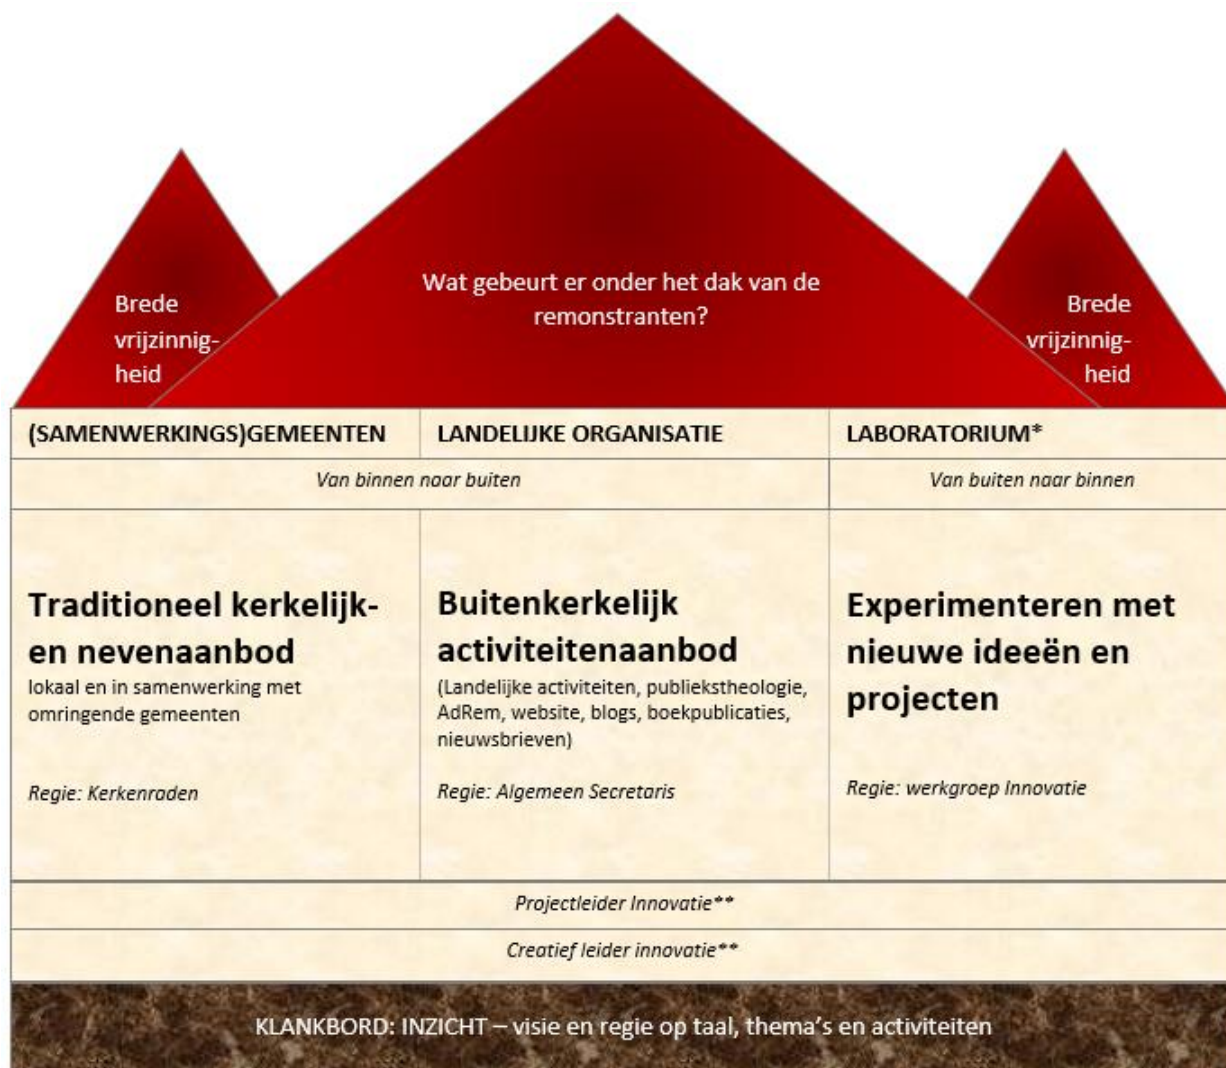 Wat gebeurt er onder het dak van de
remonstranten?
Brede
vrijzinnig-
heid
Brede
vrijzinnig-
heid
(SAMENWERKINGS)GEMEENTEN
LANDELIJKE ORGANISATIE
LABORATORIUM*
Van binnen naar buiten
Van buiten naar binnen
Traditioneel kerkelijk-
en nevenaanbod
lokaal en in samenwerking met
omringende gemeenten
Regie: Kerkenraden
Buitenkerkelijk
activiteitenaanbod
(Landelijke activiteiten, publiekstheologie,
AdRem, website, blogs, boekpublicaties,
nieuwsbrieven)
Regie: Algemeen Secretaris
Experimenteren met
nieuwe ideeën en
projecten
Regie: werkgroep Innovatie
Projectleider Innovatie**
Creatief leider innovatie**
KLANKBORD: INZICHT – visie en regie op taal, thema's en activiteiten